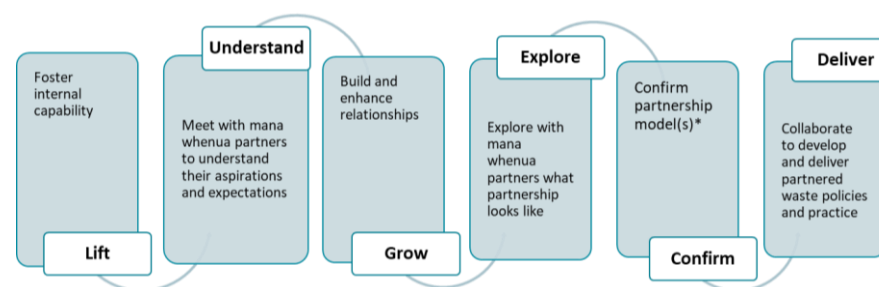 Foster
internal
capability
Lift
Understand
Meet with mana
whenua partners
to understand
their aspirations
and expectations
Build and
enhance
relationships
Grow
Explore
Explore with
mana
whenua
partners what
partnership
looks like
Confirm
partnership
model(s)*
Confirm
Deliver
Collaborate
to develop
and deliver
partnered
waste policies
and practice